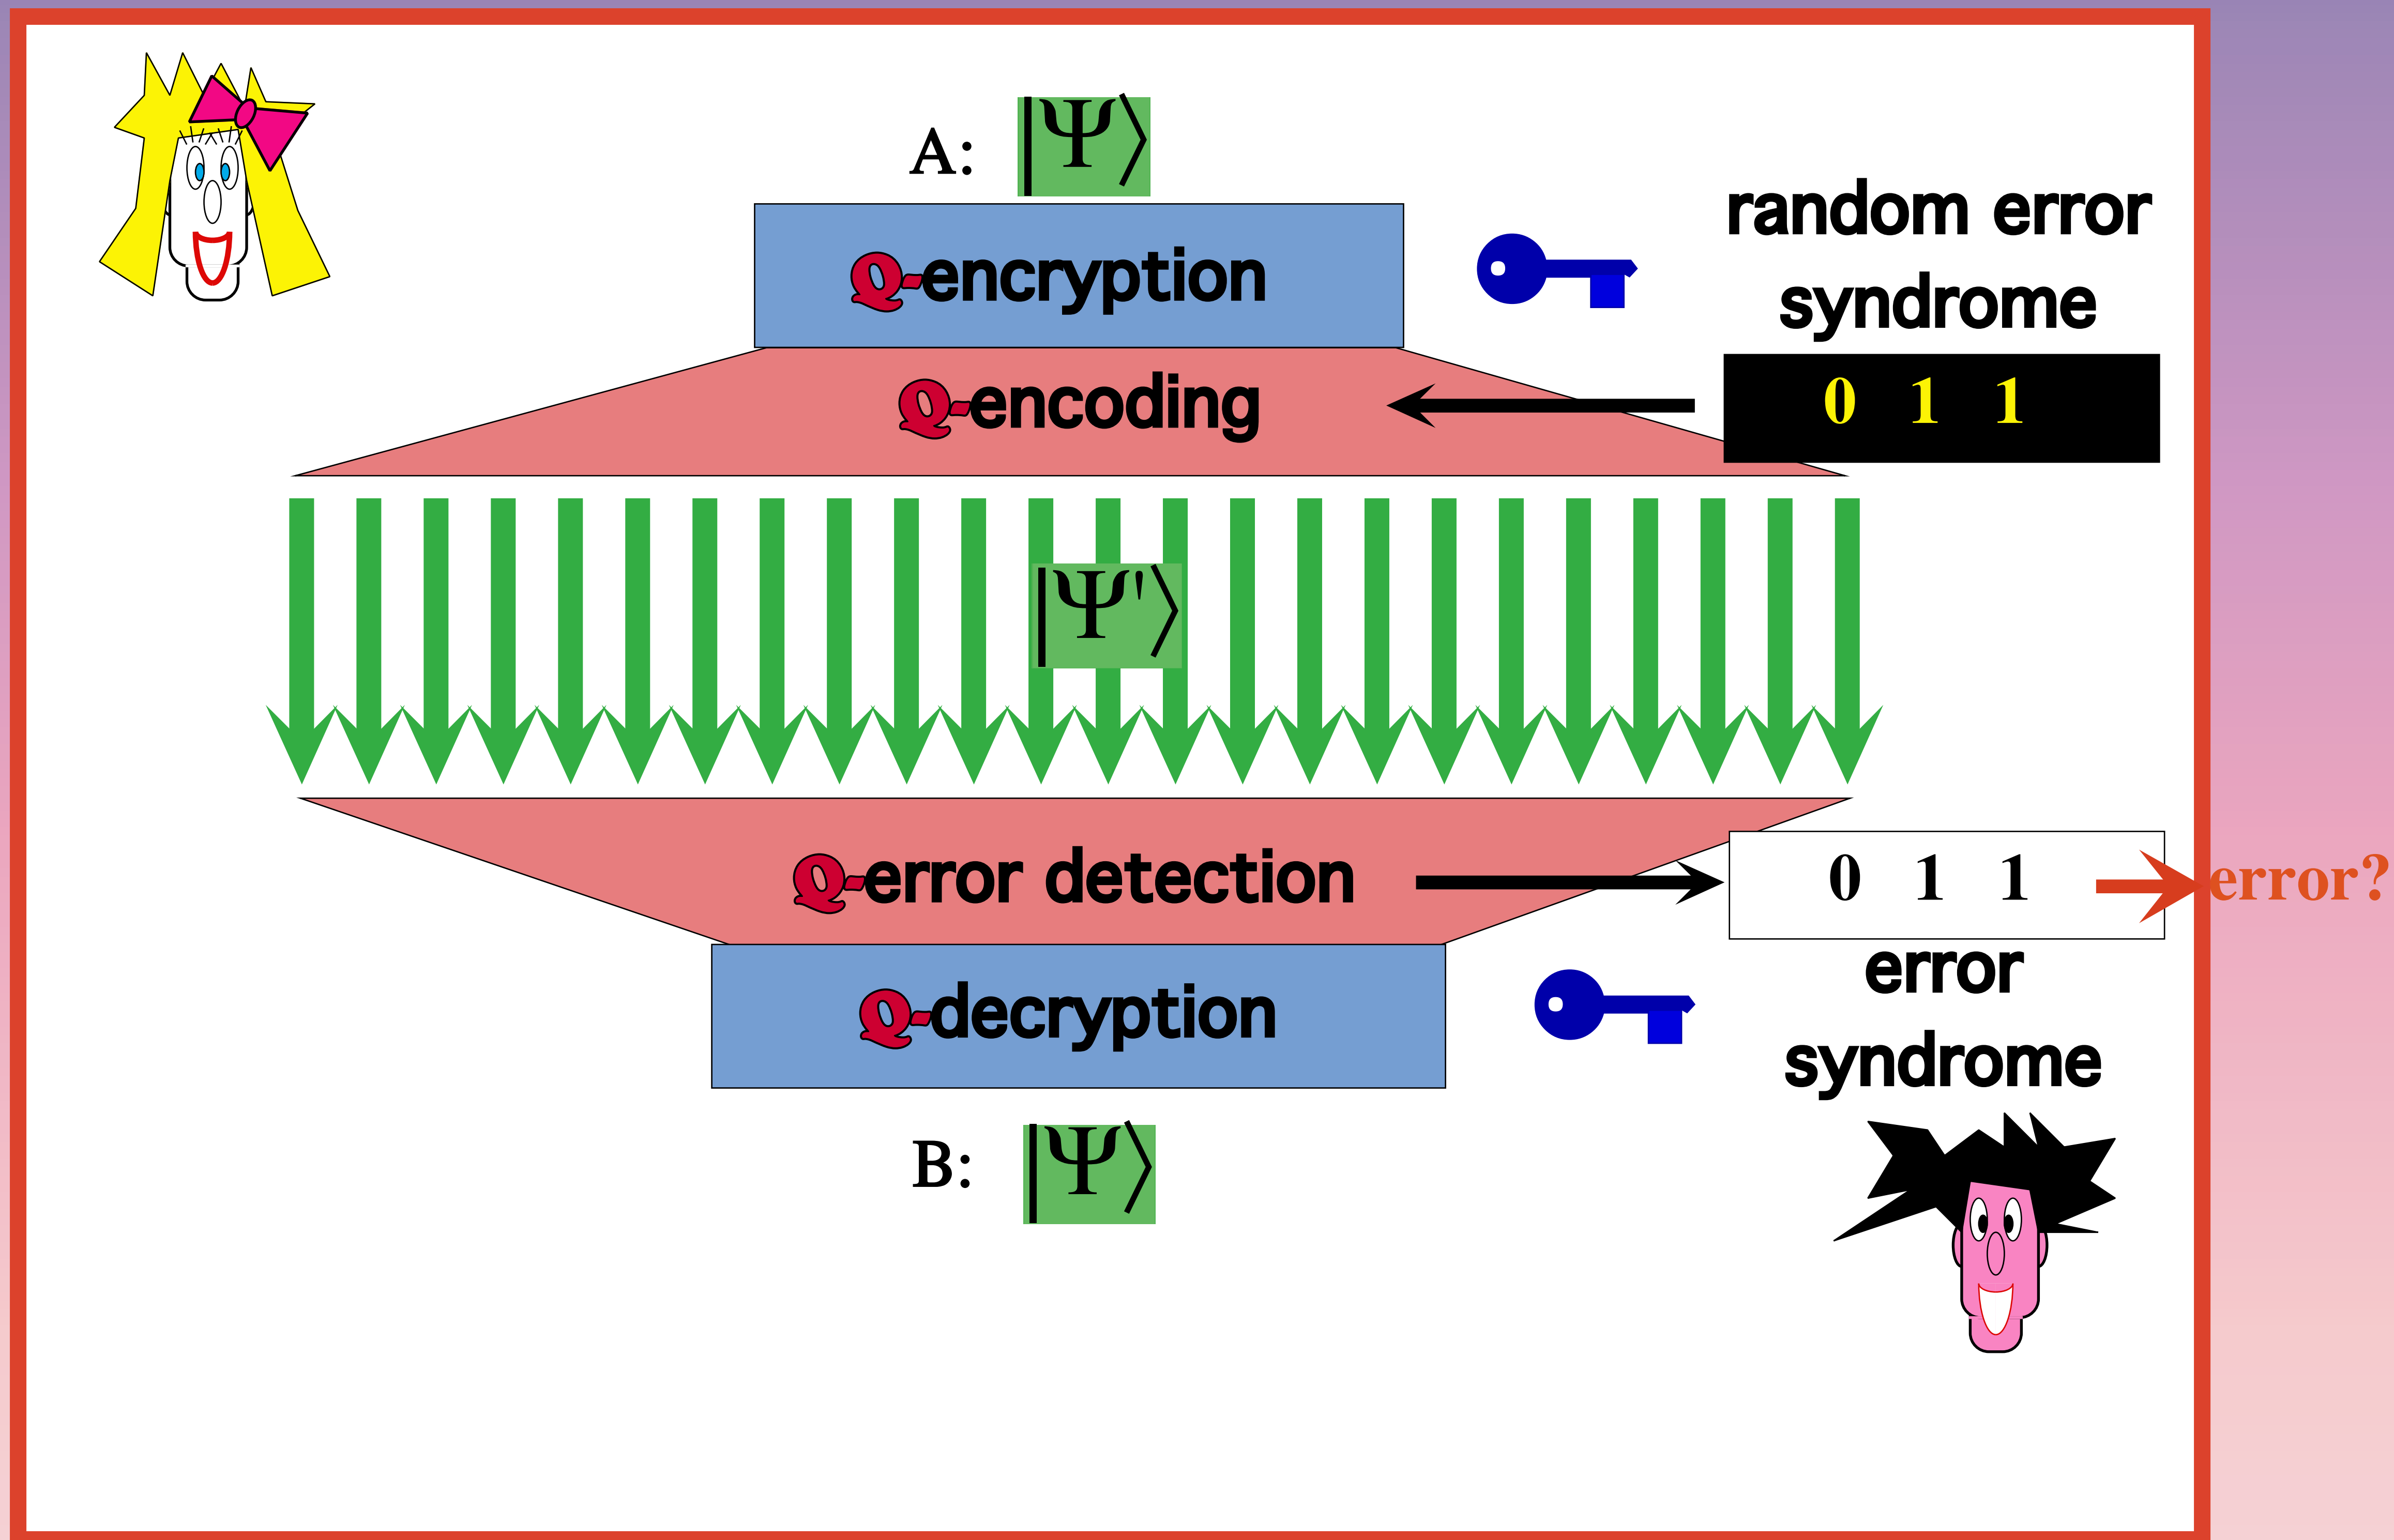 A: |Ψ⟩
random error
syndrome
Q-encryption
Q-encoding
0 1 1
|Ψ'⟩
Q-error detection
0 1 1
error?
error
syndrome
Q-decryption
B: |Ψ⟩